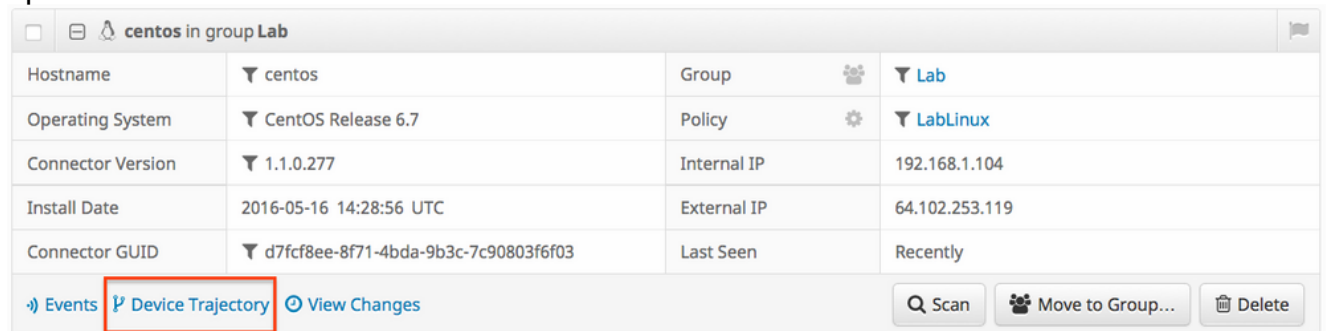 centos in group Lab
Hostname centos Group Lab
Operating System CentOS Release 6.7 Policy LabLinux
Connector Version 1.1.0.277 Internal IP 192.168.1.104
Install Date 2016-05-16 14:28:56 UTC External IP 64.102.253.119
Connector GUID d7fcf8ee-8f71-4bda-9b3c-7c90803f6f03 Last Seen Recently
Events Device Trajectory View Changes Scan Move to Group... Delete